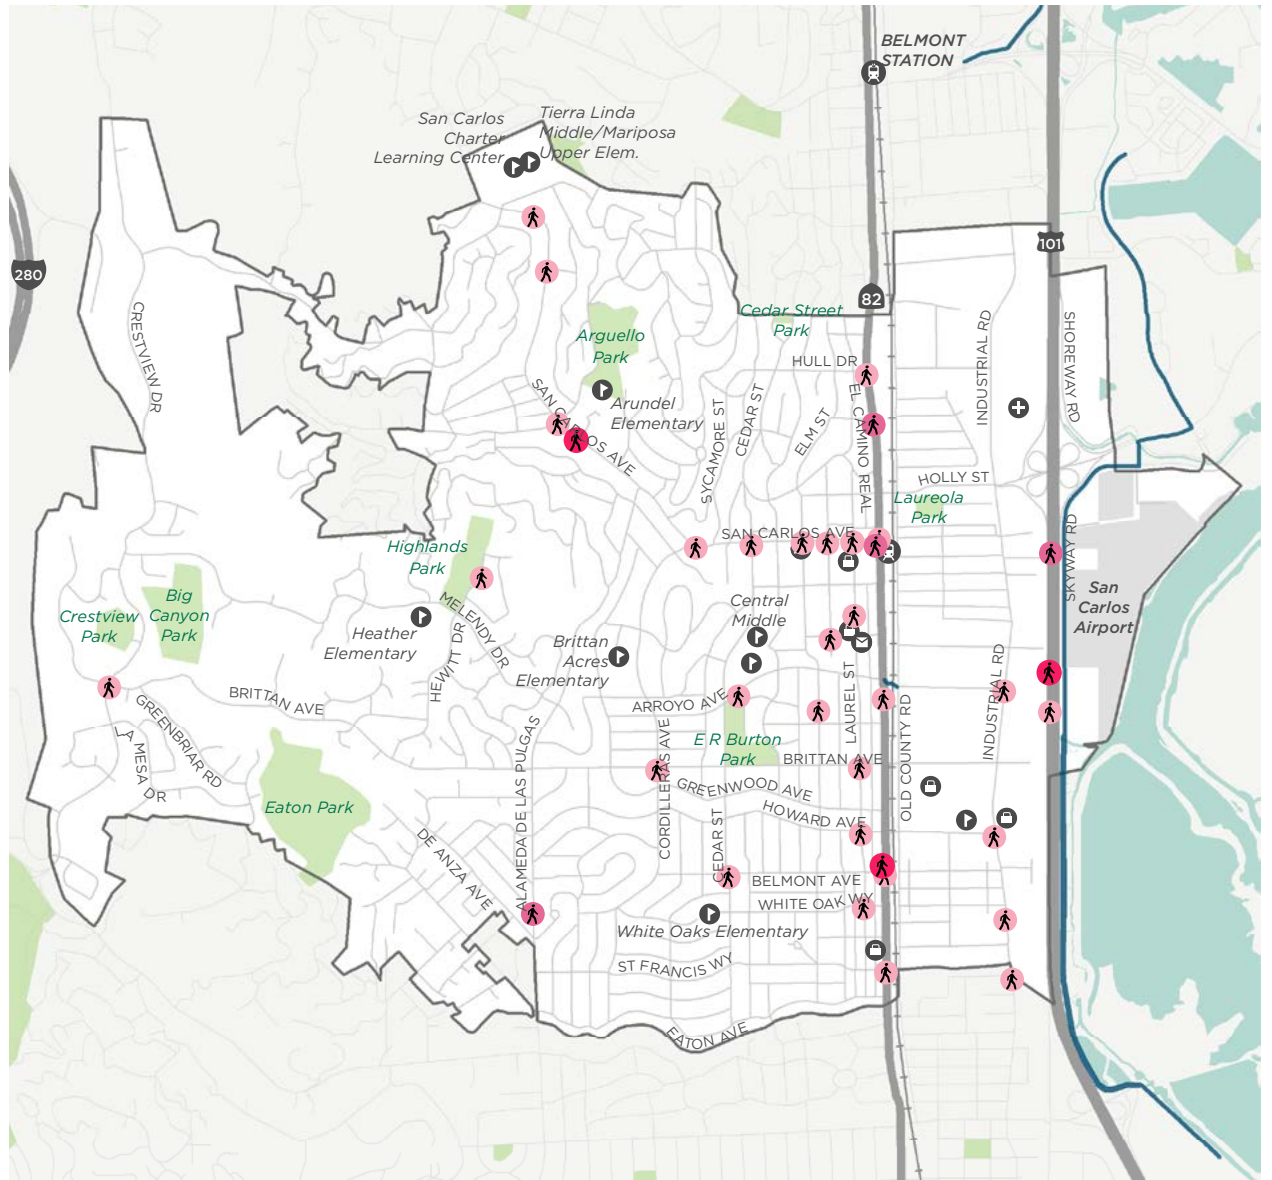 BELMONT
STATION
San Carlos
Charter
Learning Center
Tierra Linda
Middle/Mariposa
Upper Elem.
280
101
82
CRESTVIEW DR
Arguello
Park
Cedar Street
Park
HULL DR
INDUSTRIAL RD
SHOREWAY RD
SAN CARLOS AVE
Arundel
Elementary
SYCAMORE ST
CEDAR ST
ELM ST
EL CAMINO REAL
HOLLY ST
Laureola
Park
SAN CARLOS AVE
SKYWAY RD
Highlands
Park
Big
Canyon
Park
Crestview
Park
Heather
Elementary
MELENDY DR
HEWITT DR
Central
Middle
Brittan
Acres
Elementary
San
Carlos
Airport
LAUREL ST
INDUSTRIAL RD
BRITTAN AVE
GREENBRIAR RD
LA MESA DR
ARROYO AVE
OLD COUNTY RD
ALAMEDA DE LAS PULGAS
CORDILLERAS AVE
E R Burton
Park
BRITTAN AVE
GREENWOOD AVE
HOWARD AVE
Eaton Park
DE ANZA AVE
CEDAR ST
BELMONT AVE
WHITE OAK WY
White Oaks Elementary
ST FRANCIS WY
EATON AVE